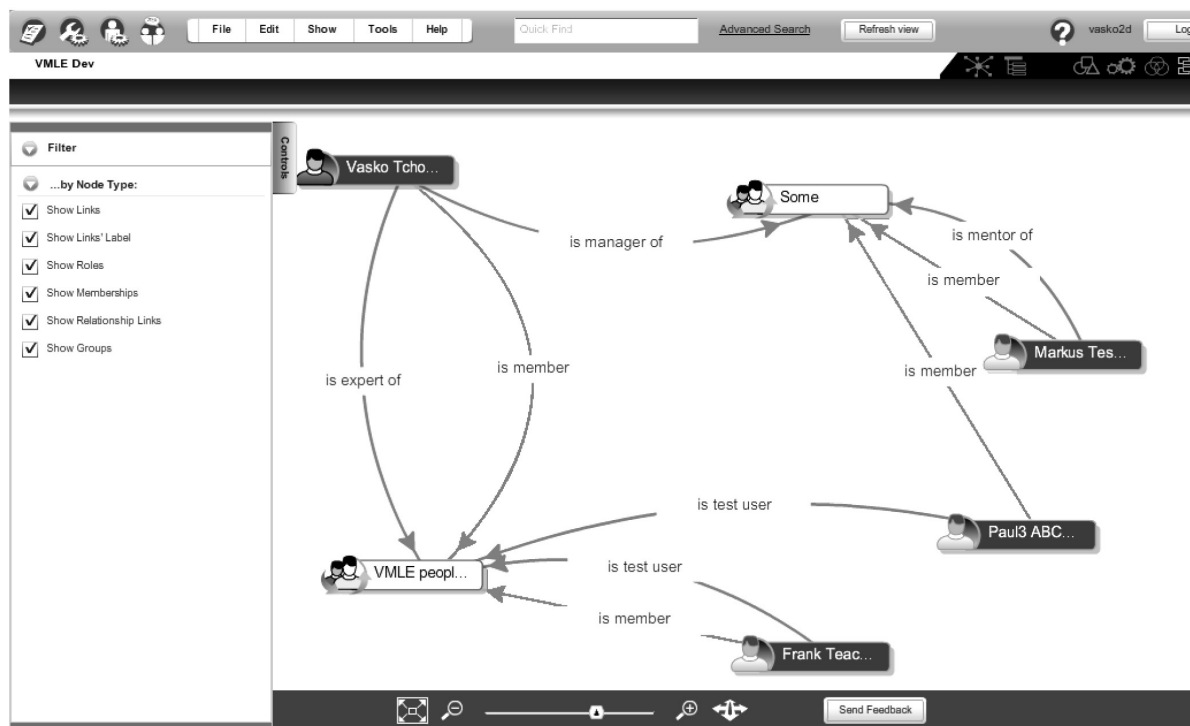 File Edit Show Tools Help Quick Find Advanced Search Refresh view vasko2d Log
VMLE Dev
Controls
Filter
...by Node Type:
Show Links
Show Links' Label
Show Roles
Show Memberships
Show Relationship Links
Show Groups
Vasko Tcho...
Some
is manager of
is mentor of
is member
Markus Tes...
is member
is member
is expert of
is test user
Paul3 ABC...
VMLE peopl...
is test user
is member
Frank Teac...
Send Feedback